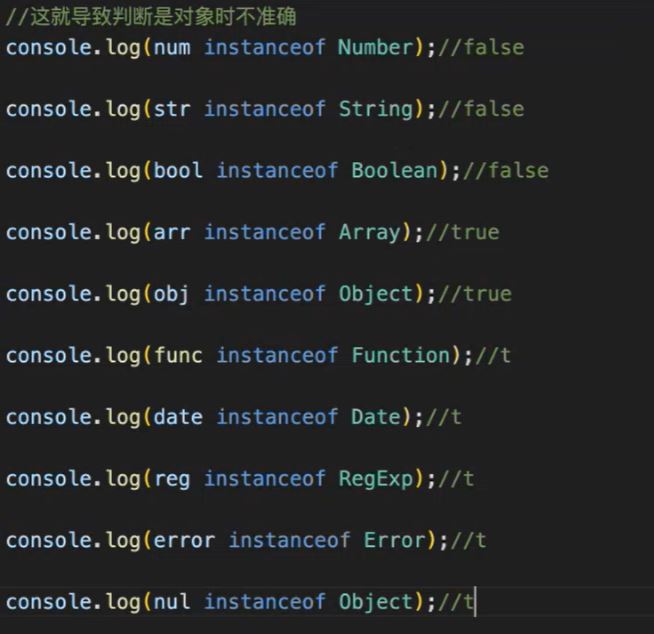 //这就导致判断是对象时不准确
console.log(num instanceof Number);//false
console.log(str instanceof String);//false
console.log(bool instanceof Boolean);//false
console.log(arr instanceof Array);//true
console.log(obj instanceof Object);//true
console.log(func instanceof Function);//t
console.log(date instanceof Date);//t
console.log(reg instanceof RegExp);//t
console.log(error instanceof Error);//t
console.log(nul instanceof Object);//t